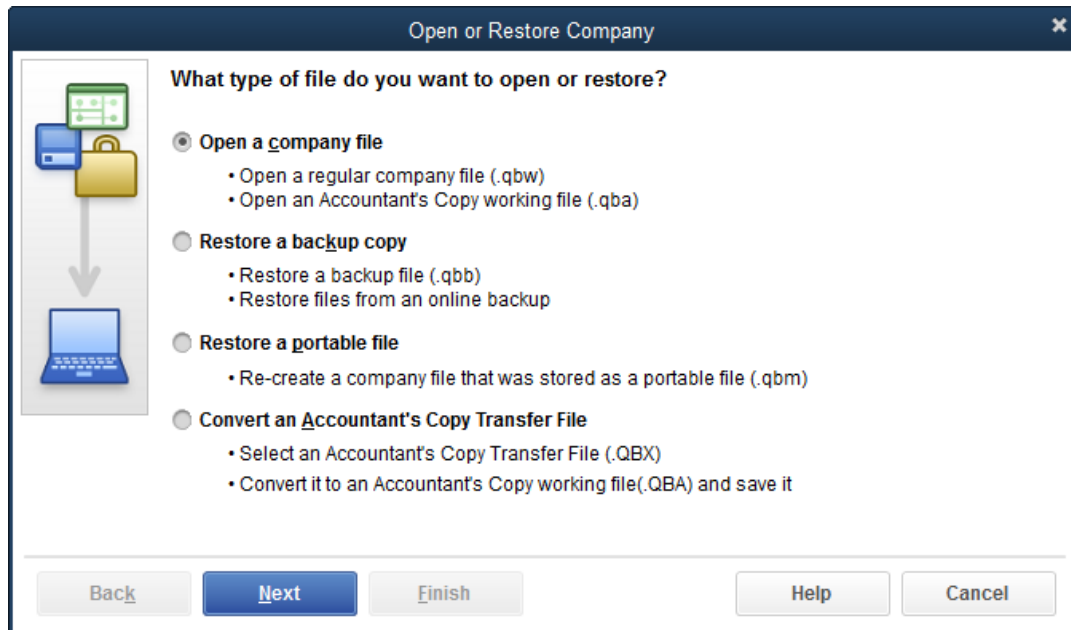 Open or Restore Company
What type of file do you want to open or restore?
Open a company file
• Open a regular company file (.qbw)
• Open an Accountant's Copy working file (.qba)
Restore a backup copy
• Restore a backup file (.qbb)
• Restore files from an online backup
Restore a portable file
• Re-create a company file that was stored as a portable file (.qbm)
Convert an Accountant's Copy Transfer File
• Select an Accountant's Copy Transfer File (.QBX)
• Convert it to an Accountant's Copy working file(.QBA) and save it
Back Next Finish Help Cancel